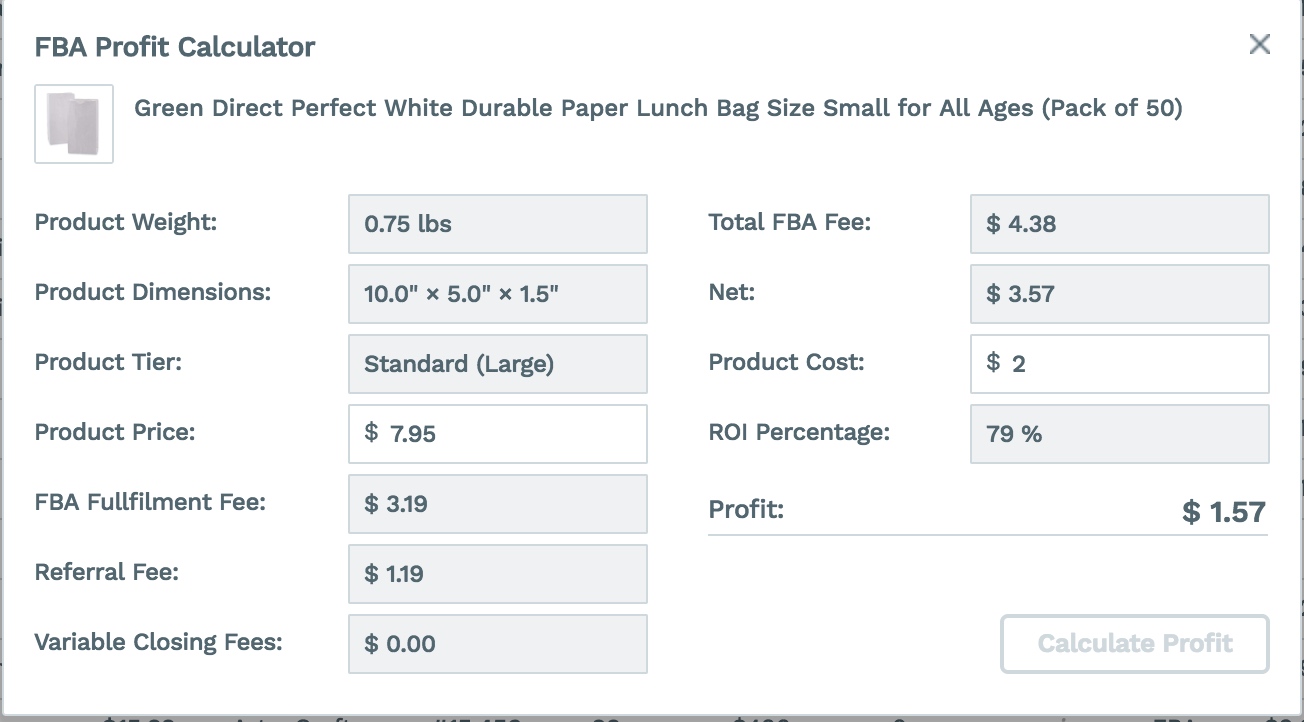 FBA Profit Calculator
Green Direct Perfect White Durable Paper Lunch Bag Size Small for All Ages (Pack of 50)
Product Weight: 0.75 lbs
Product Dimensions: 10.0" × 5.0" × 1.5"
Product Tier: Standard (Large)
Product Price: $ 7.95
FBA Fullfilment Fee: $ 3.19
Referral Fee: $ 1.19
Variable Closing Fees: $ 0.00
Total FBA Fee: $ 4.38
Net: $ 3.57
Product Cost: $ 2
ROI Percentage: 79 %
Profit: $ 1.57
Calculate Profit